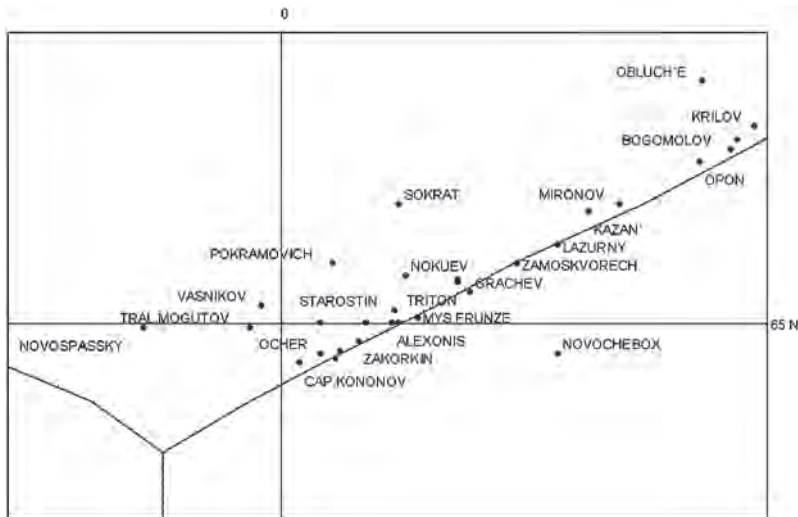 0
OBLUCH'E
KRILOV
BOGOMOLOV
OPON
SOKRAT
MIRONOV
KAZAN'
LAZURNY
POKRAMOVICH
NOKUEV
ZAMOSKVORECH
GRACHEV
VASNIKOV
STAROSTIN
TRITON
TRAL MOGUTOV
MYS FRUNZE
65 N
NOVOSPASSKY
OCHER
ALEXONIS
NOVOCHEBOX
ZAKORKIN
CAP.KONONOV